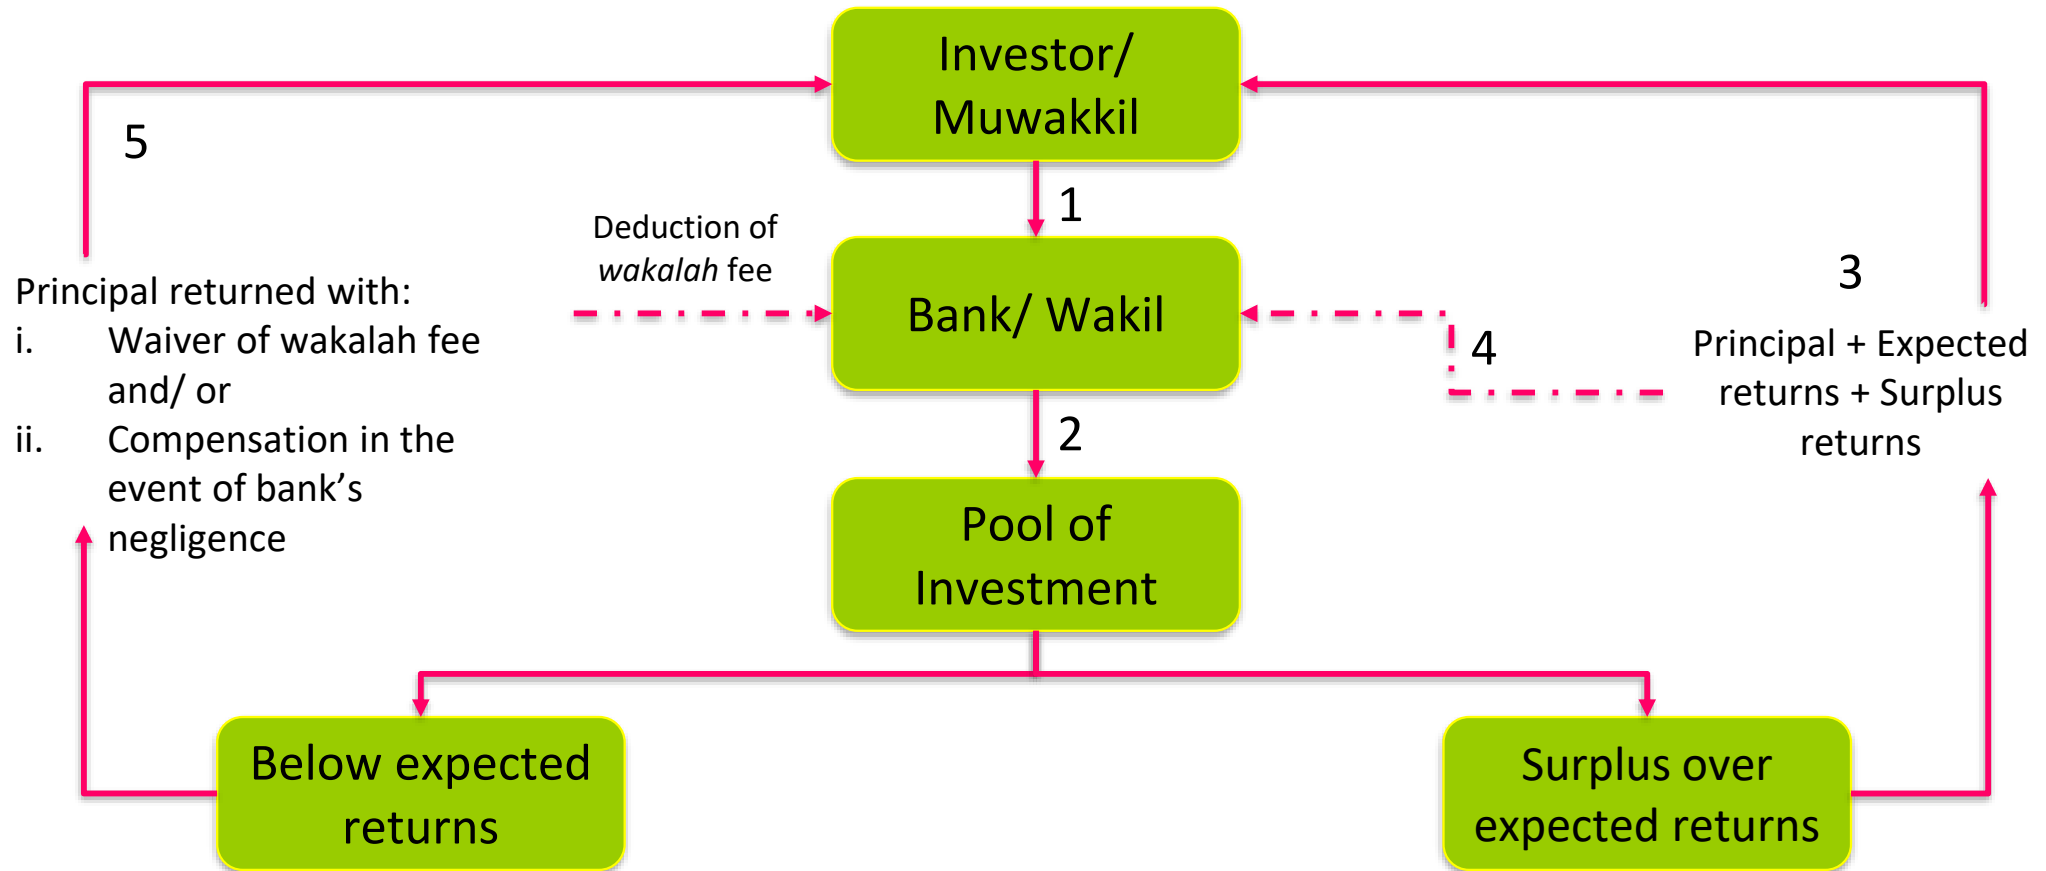 Investor/
Muwakkil
5
1
Deduction of
wakalah fee
3
Principal returned with:
i. Waiver of wakalah fee
and/ or
ii. Compensation in the
event of bank’s
negligence
Bank/ Wakil
4
Principal + Expected
returns + Surplus
returns
2
Pool of
Investment
Below expected
returns
Surplus over
expected returns